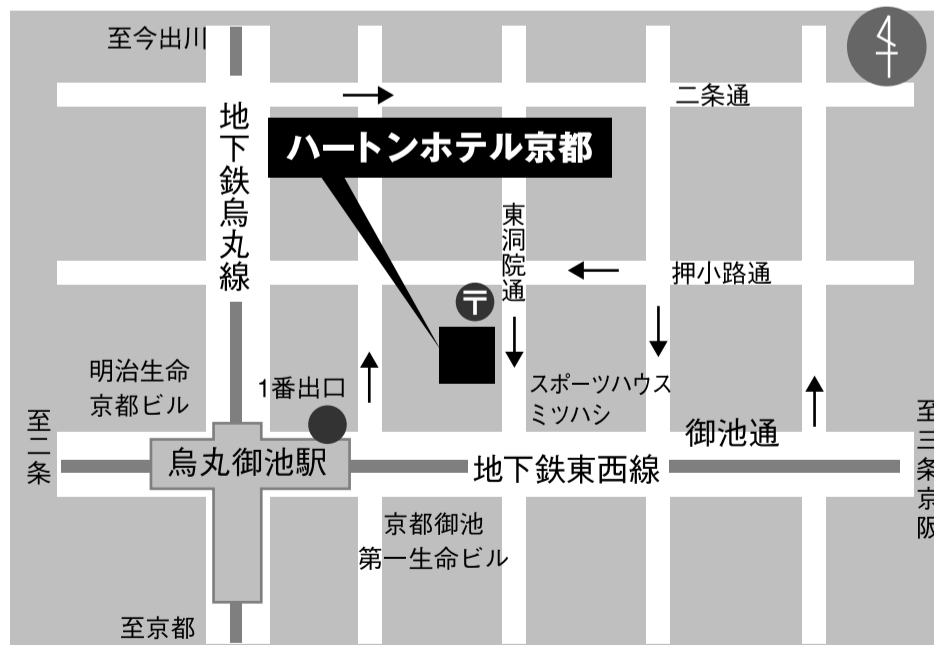 至今出川
二条通
地下鉄烏丸線
ハートンホテル京都
東洞院通
押小路通
〒
明治生命
京都ビル
1番出口
スポーツハウス
ミツハシ
御池通
至二条
至三条京阪
烏丸御池駅
地下鉄東西線
京都御池
第一生命ビル
至京都